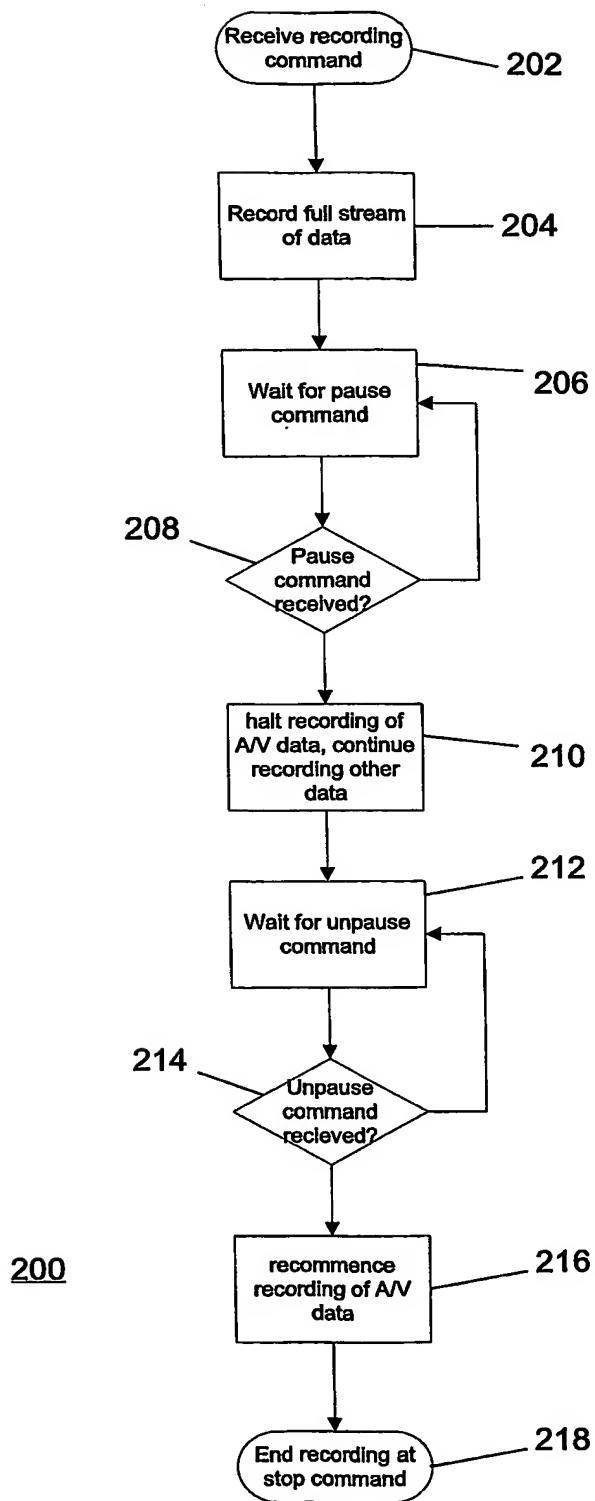 Receive recording
command
202
Record full stream
of data
204
206
Wait for pause
command
208
Pause
command
received?
halt recording of
A/V data, continue
recording other
data
210
212
Wait for unpause
command
214
Unpause
command
recieved?
200
recommence
recording of A/V
data
216
End recording at
stop command
218